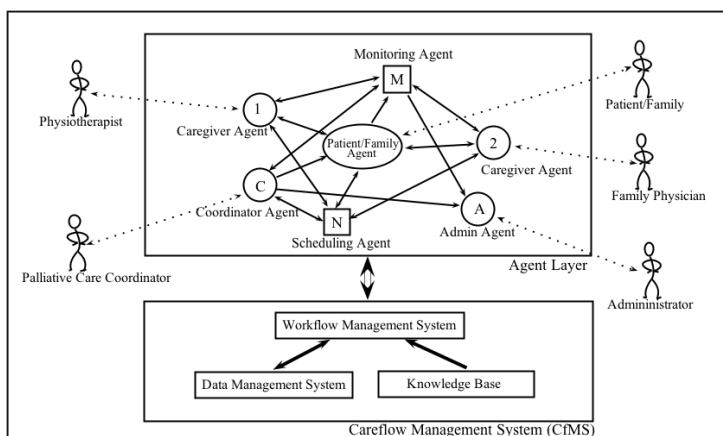 Monitoring Agent
M
Physiotherapist
1
Caregiver Agent
Patient/Family
Agent
Patient/Family
2
Caregiver Agent
Family Physician
C
Coordinator Agent
N
Scheduling Agent
A
Admin Agent
Palliative Care Coordinator
Admininistrator
Agent Layer
Workflow Management System
Data Management System
Knowledge Base
Careflow Management System (CfMS)